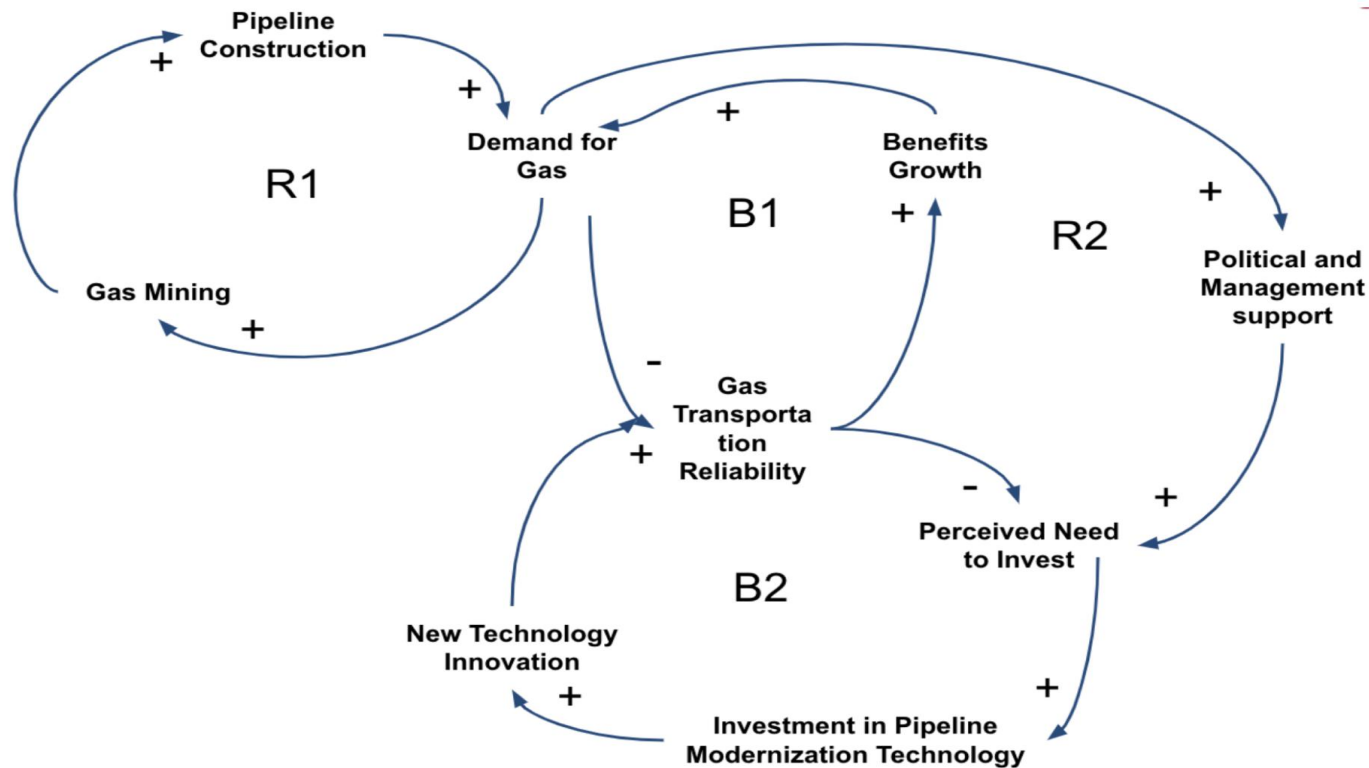 Pipeline
Construction
+
+
Demand for
Gas
+
Benefits
Growth
+
R1
B1
+
R2
Political and
Management
support
Gas Mining
+
-
Gas
Transporta
tion
Reliability
+
-
+
Perceived Need
to Invest
B2
New Technology
Innovation
+
+
Investment in Pipeline
Modernization Technology